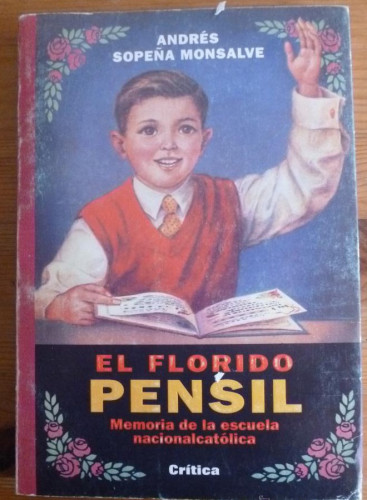 ANDRÉS
SOPEÑA MONSALVE
EL FLORIDO
PENSIL
Memoria de la escuela
nacionalcatólica
Crítica